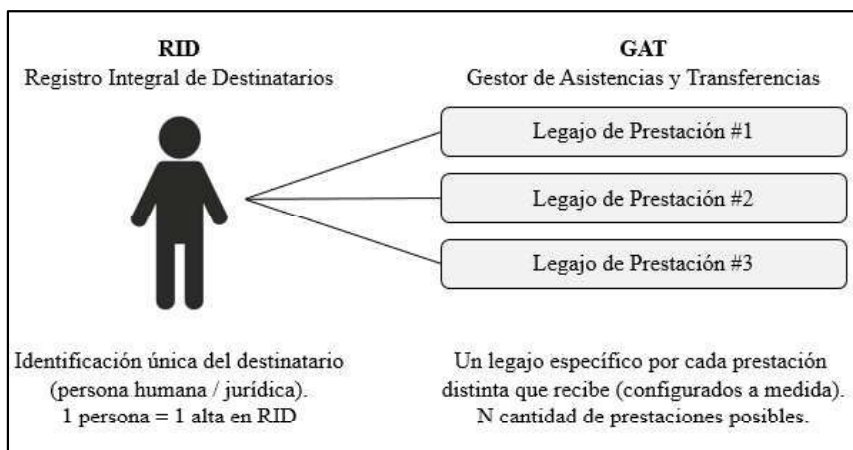 RID
Registro Integral de Destinatarios
GAT
Gestor de Asistencias y Transferencias
Legajo de Prestación #1
Legajo de Prestación #2
Legajo de Prestación #3
Identificación única del destinatario
(persona humana / jurídica).
1 persona = 1 alta en RID
Un legajo específico por cada prestación
distinta que recibe (configurados a medida).
N cantidad de prestaciones posibles.